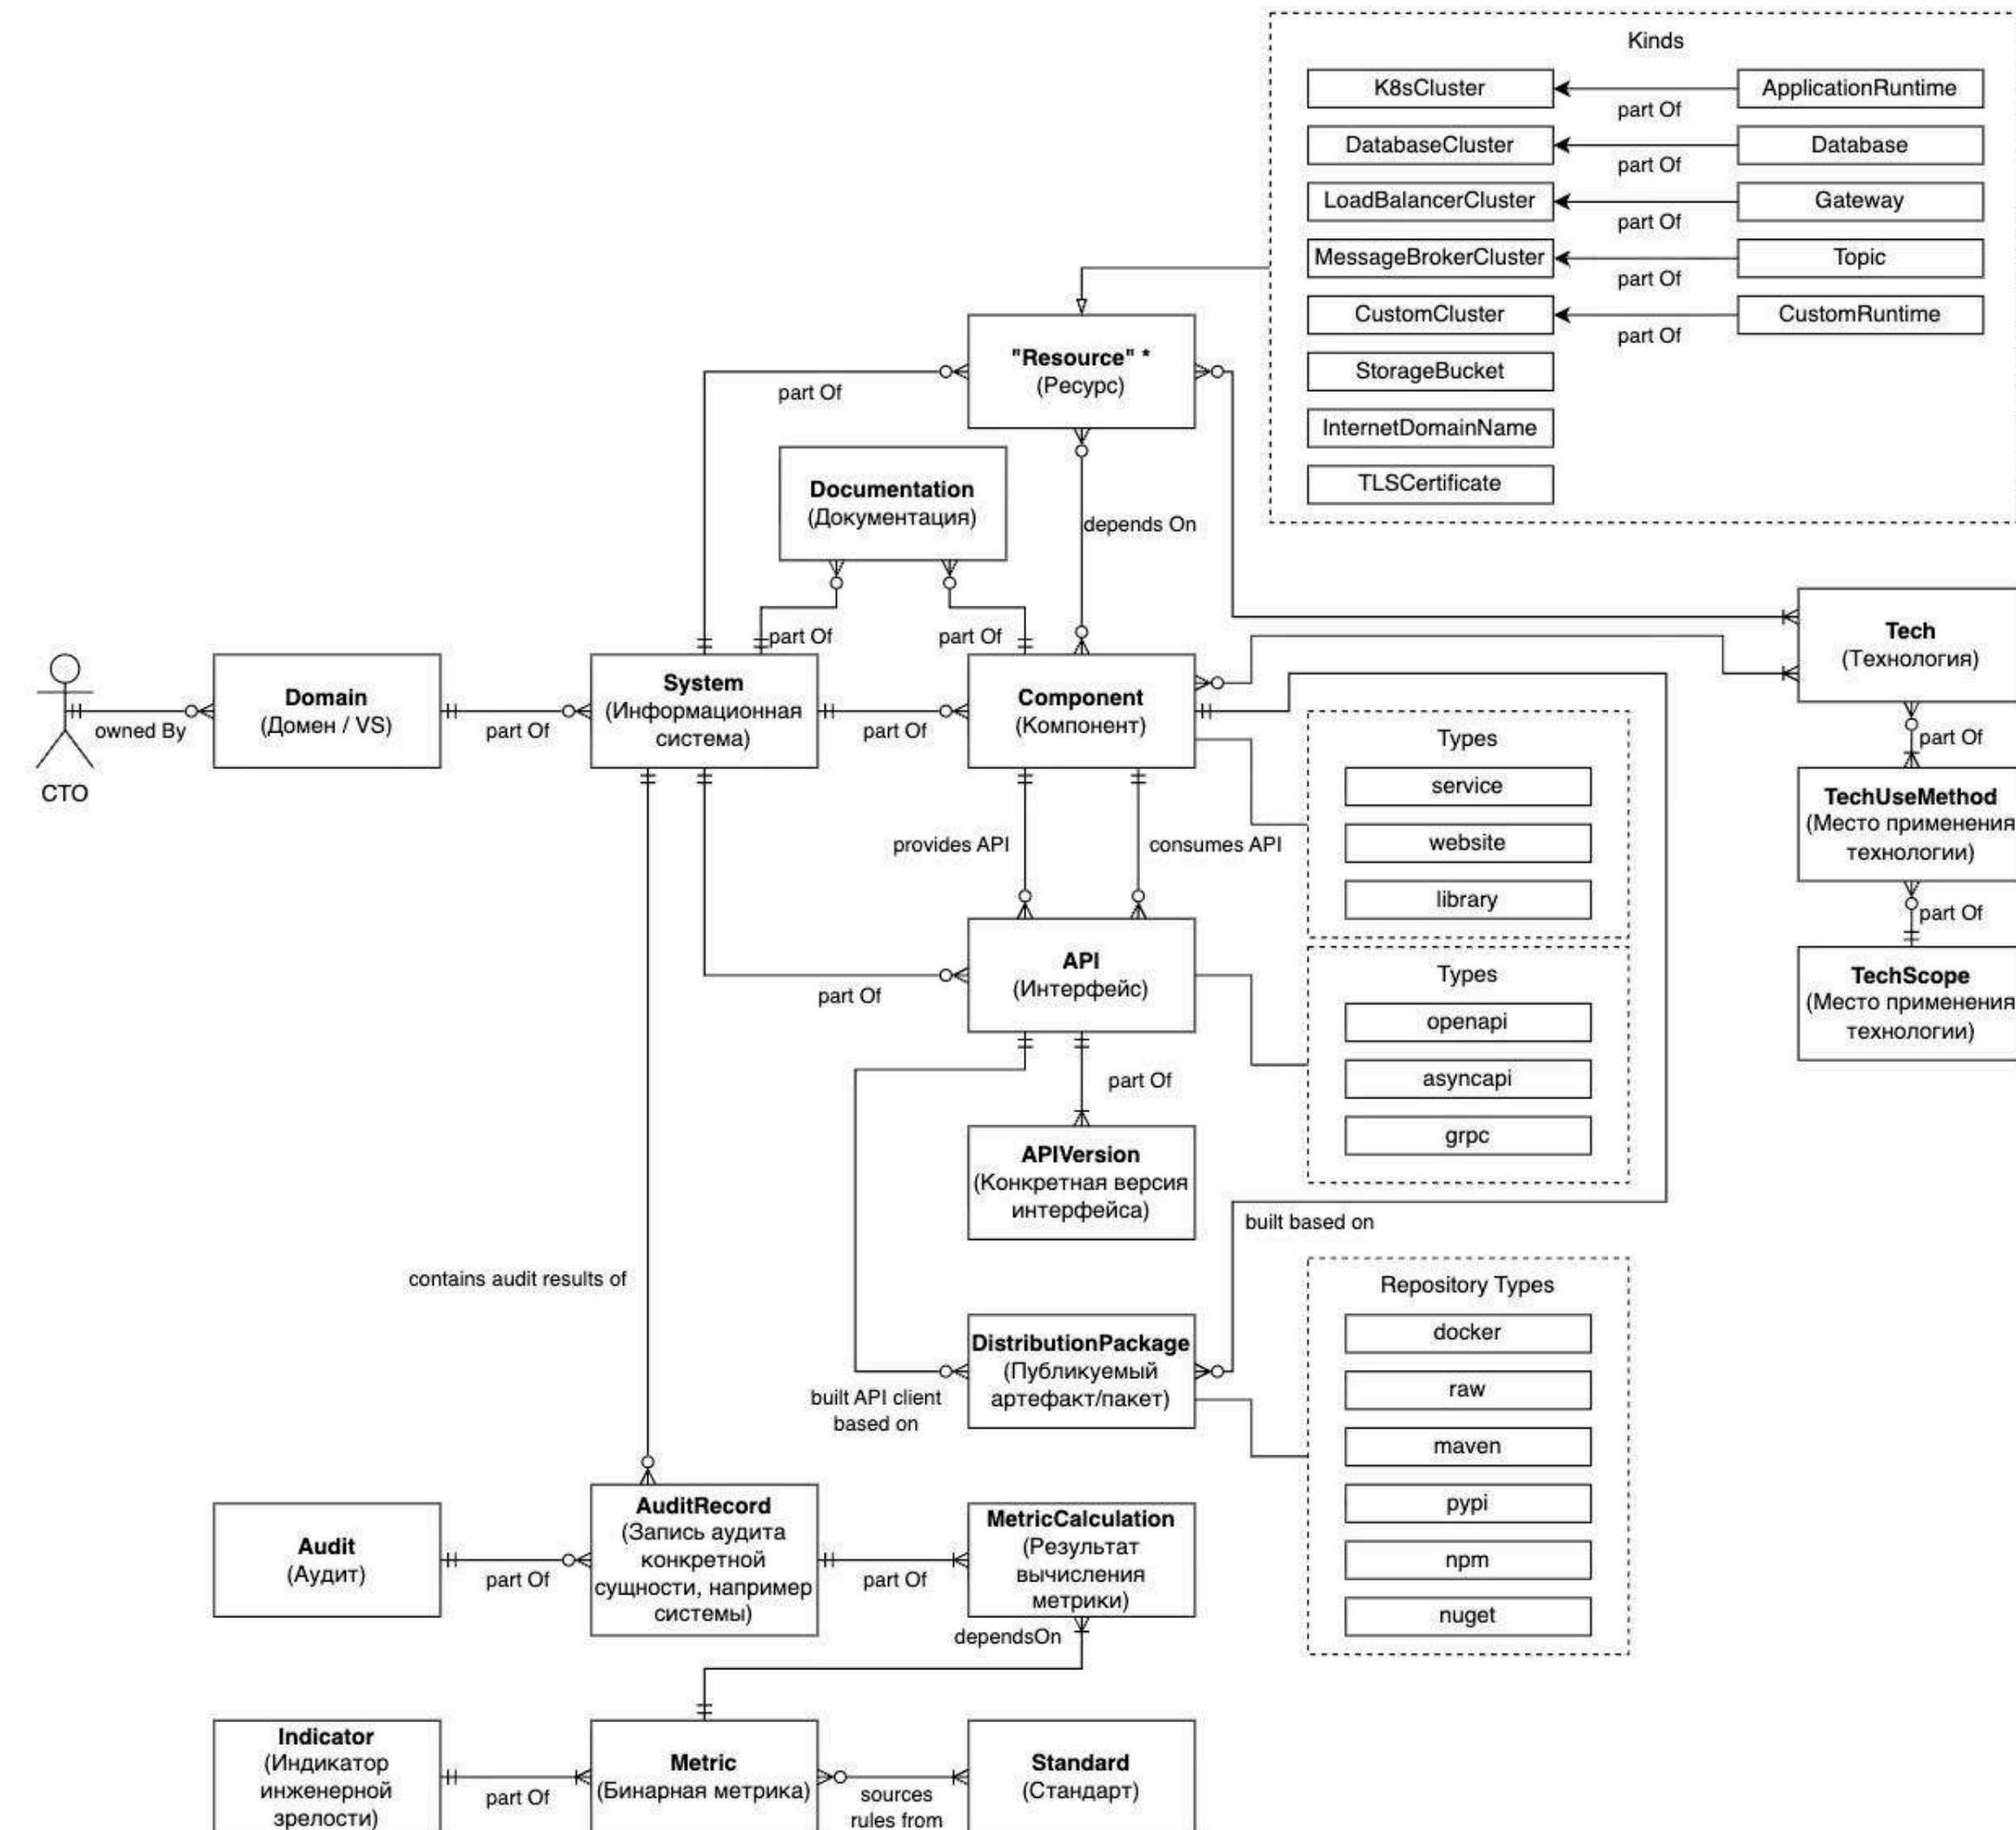 Kinds
K8sCluster
part Of
ApplicationRuntime
DatabaseCluster
part Of
Database
LoadBalancerCluster
part Of
Gateway
MessageBrokerCluster
part Of
Topic
CustomCluster
part Of
CustomRuntime
StorageBucket
InternetDomainName
TLSCertificate
"Resource" *
(Ресурс)
part Of
Documentation
(Документация)
depends On
part Of
part Of
CTO
owned By
Domain
(Домен / VS)
part Of
System
(Информационная
система)
part Of
Component
(Компонент)
Tech
(Технология)
part Of
TechUseMethod
(Место применения
технологии)
part Of
TechScope
(Место применения
технологии)
Types
service
website
library
provides API
consumes API
API
(Интерфейс)
part Of
Types
openapi
asyncapi
grpc
part Of
APIVersion
(Конкретная версия
интерфейса)
built based on
contains audit results of
DistributionPackage
(Публикуемый
артефакт/пакет)
built API client
based on
Repository Types
docker
raw
maven
pypi
npm
nuget
Audit
(Аудит)
part Of
AuditRecord
(Запись аудита
конкретной
сущности, например
системы)
part Of
MetricCalculation
(Результат
вычисления
метрики)
dependsOn
Indicator
(Индикатор
инженерной
зрелости)
part Of
Metric
(Бинарная метрика)
sources
rules from
Standard
(Стандарт)